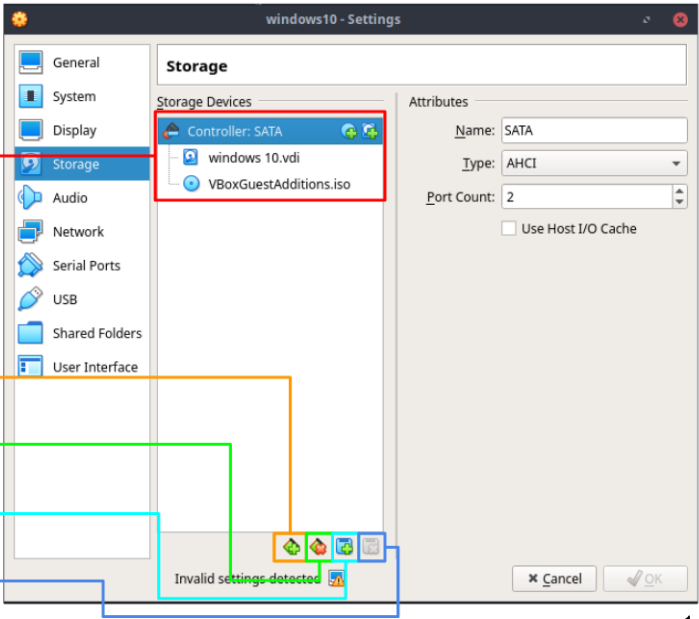 windows10 - Settings
General
System
Display
Storage
Audio
Network
Serial Ports
USB
Shared Folders
User Interface
Storage
Storage Devices
Controller: SATA
windows 10.vdi
VBoxGuestAdditions.iso
Attributes
Name: SATA
Type: AHCI
Port Count: 2
Use Host I/O Cache
Invalid settings detected
Cancel
OK